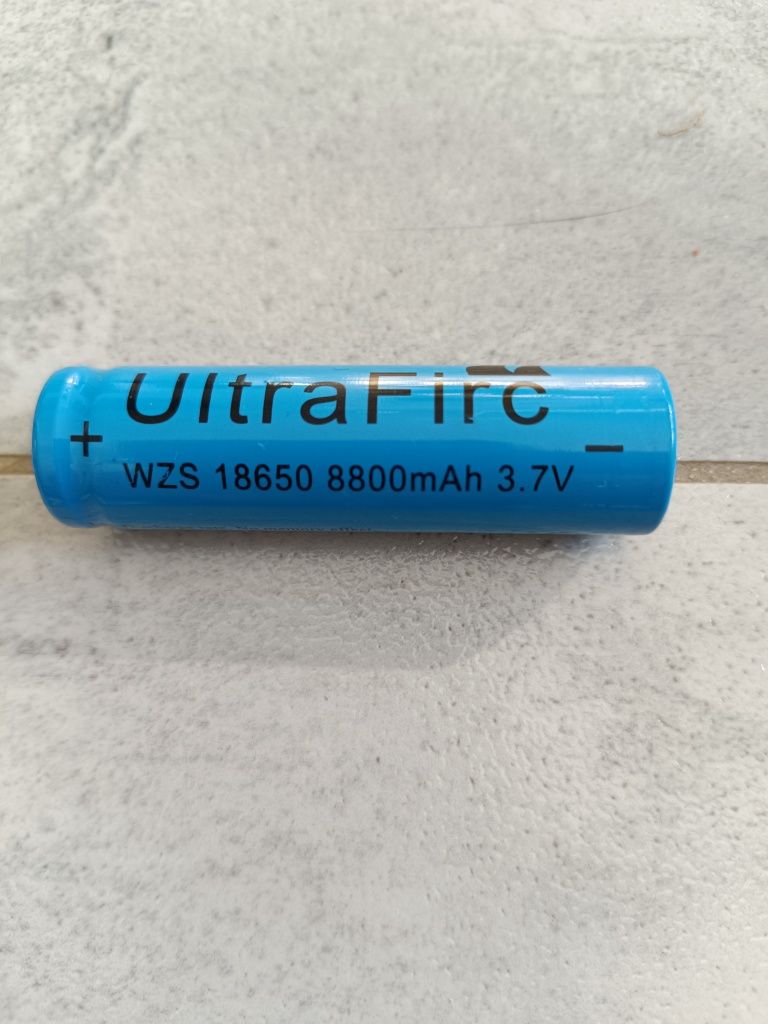 UltraFirc
+ −
WZS 18650 8800mAh 3.7V